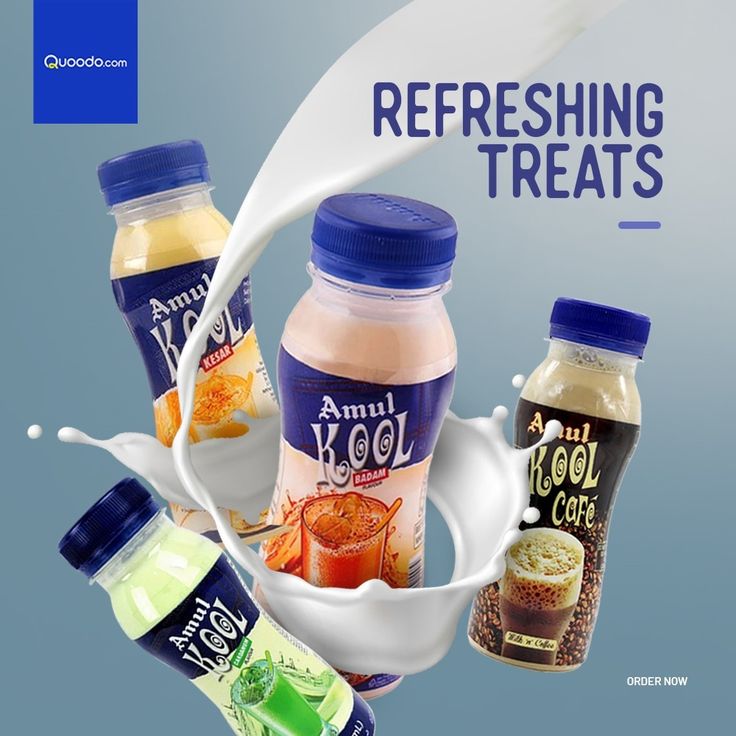 Quoodo.com
REFRESHING
TREATS
Amul
KOOL
KESAR
Amul
KOOL
BADAM
FLAVOUR
Amul
KOOL
Café
Milk 'n' Coffee
Amul
KOOL
ORDER NOW